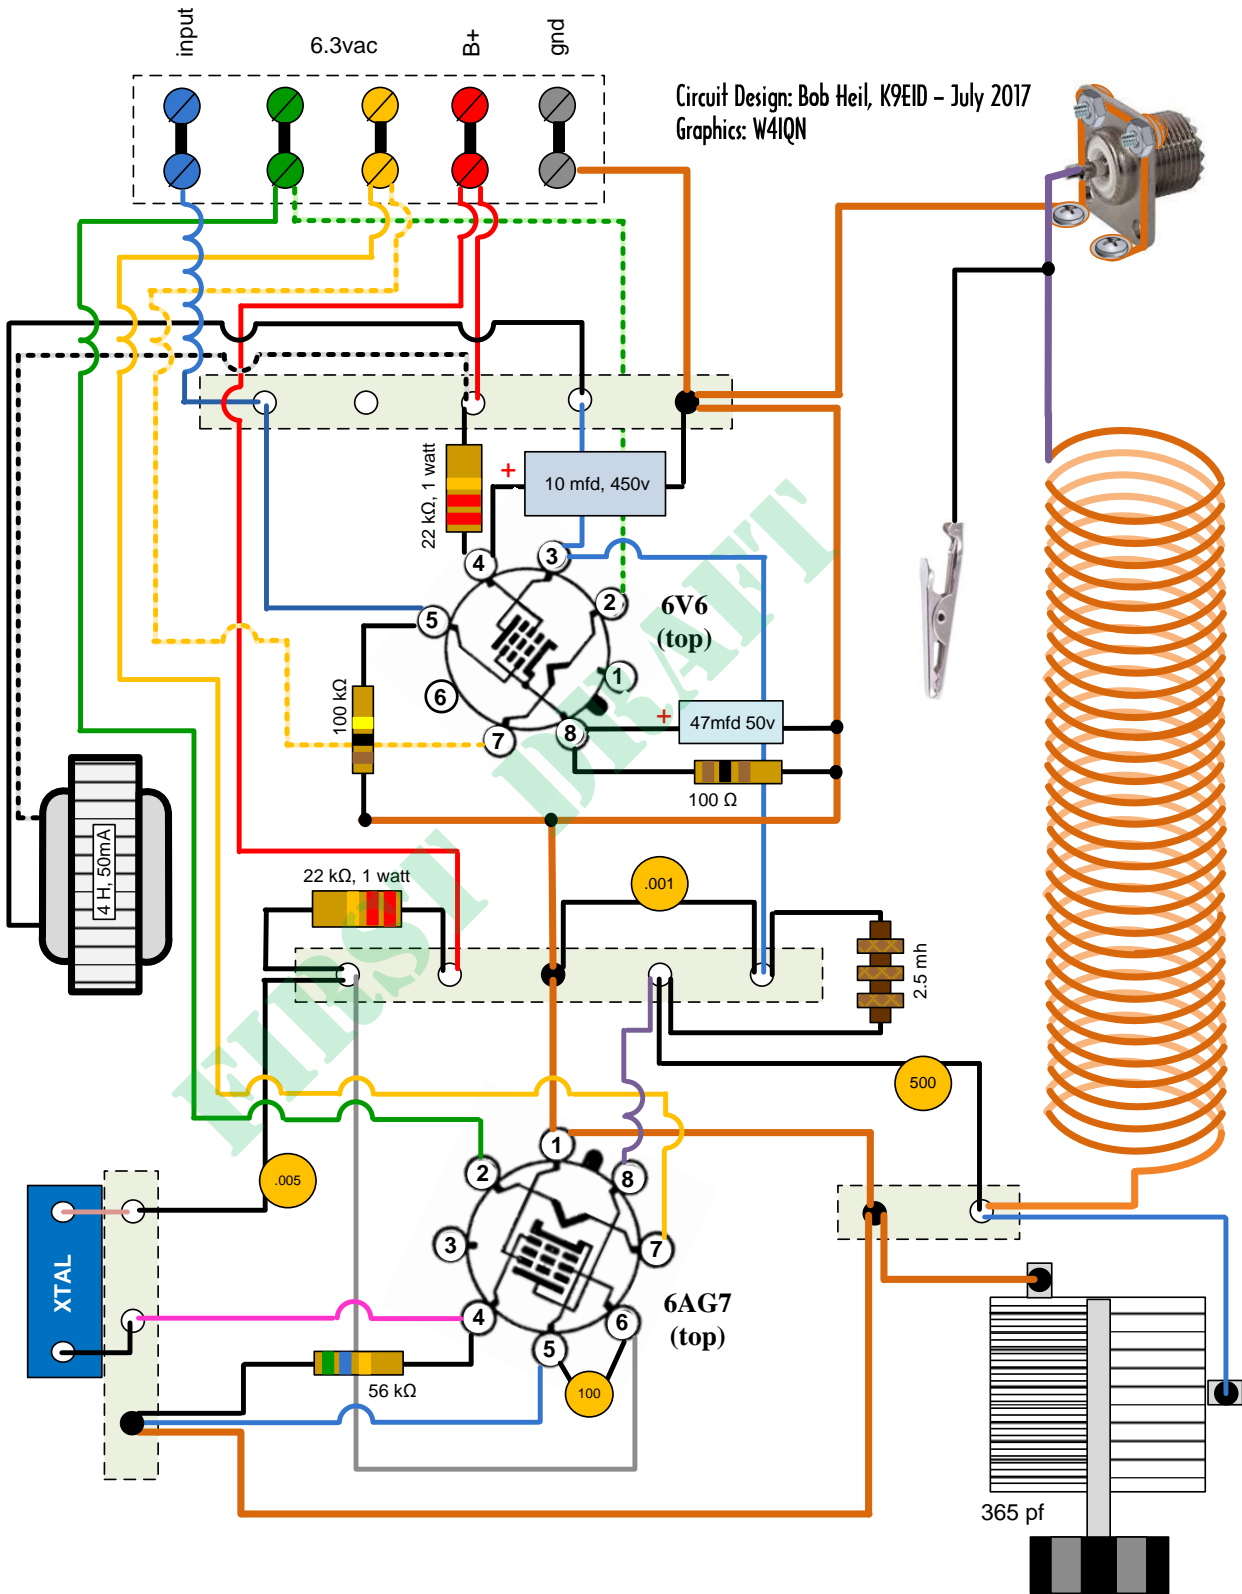 input
6.3vac
B+
gnd
Circuit Design: Bob Heil, K9EID – July 2017
Graphics: W4IQN
22 kΩ, 1 watt
+
10 mfd, 450v
4
3
2
5
6V6
(top)
1
6
100 kΩ
7
8
+
47mfd 50v
100 Ω
4 H, 50mA
22 kΩ, 1 watt
.001
2.5 mh
500
FIRST DRAFT
1
2
8
.005
3
7
XTAL
4
6AG7
(top)
6
5
56 kΩ
100
365 pf